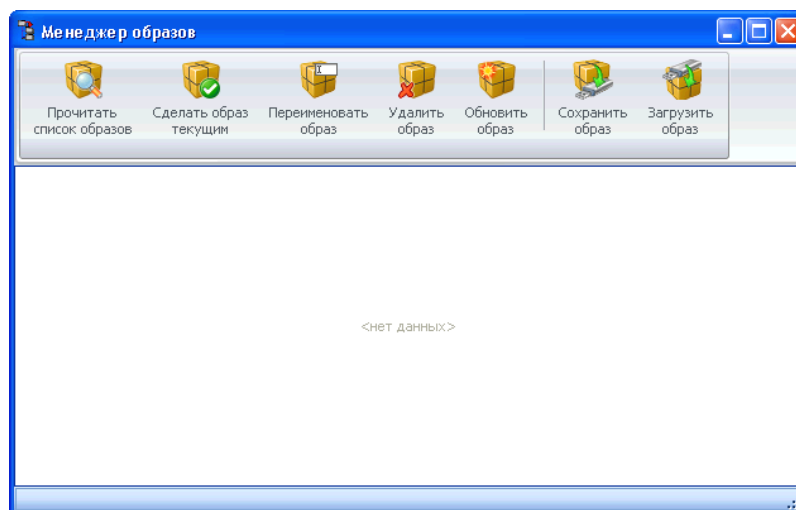 Менеджер образов
Прочитать
список образов
Сделать образ
текущим
Переименовать
образ
Удалить
образ
Обновить
образ
Сохранить
образ
Загрузить
образ
<нет данных>